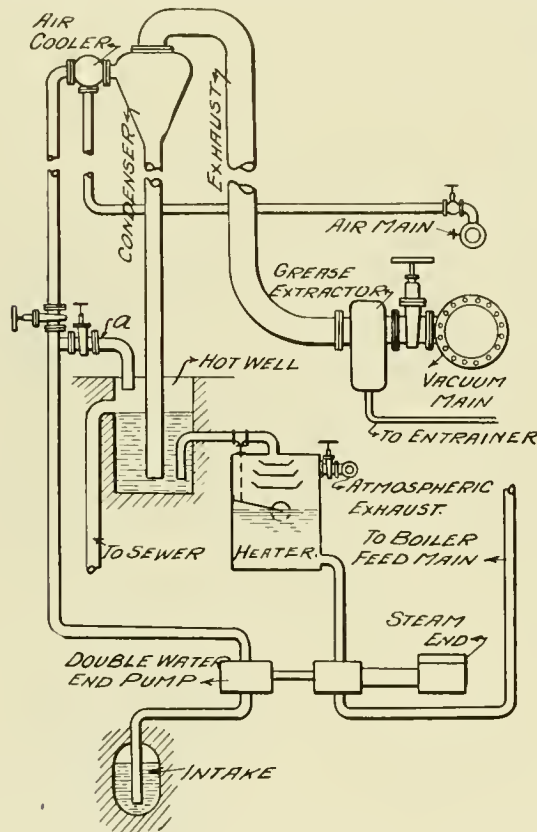 AIR
COOLER
CONDENSER
EXHAUST
AIR MAIN
GREASE
EXTRACTOR
VACUUM
MAIN
TO ENTRAINER
a
HOT WELL
ATMOSPHERIC
EXHAUST.
HEATER.
TO SEWER
TO BOILER
FEED MAIN
STEAM
END
DOUBLE WATER
END PUMP
INTAKE